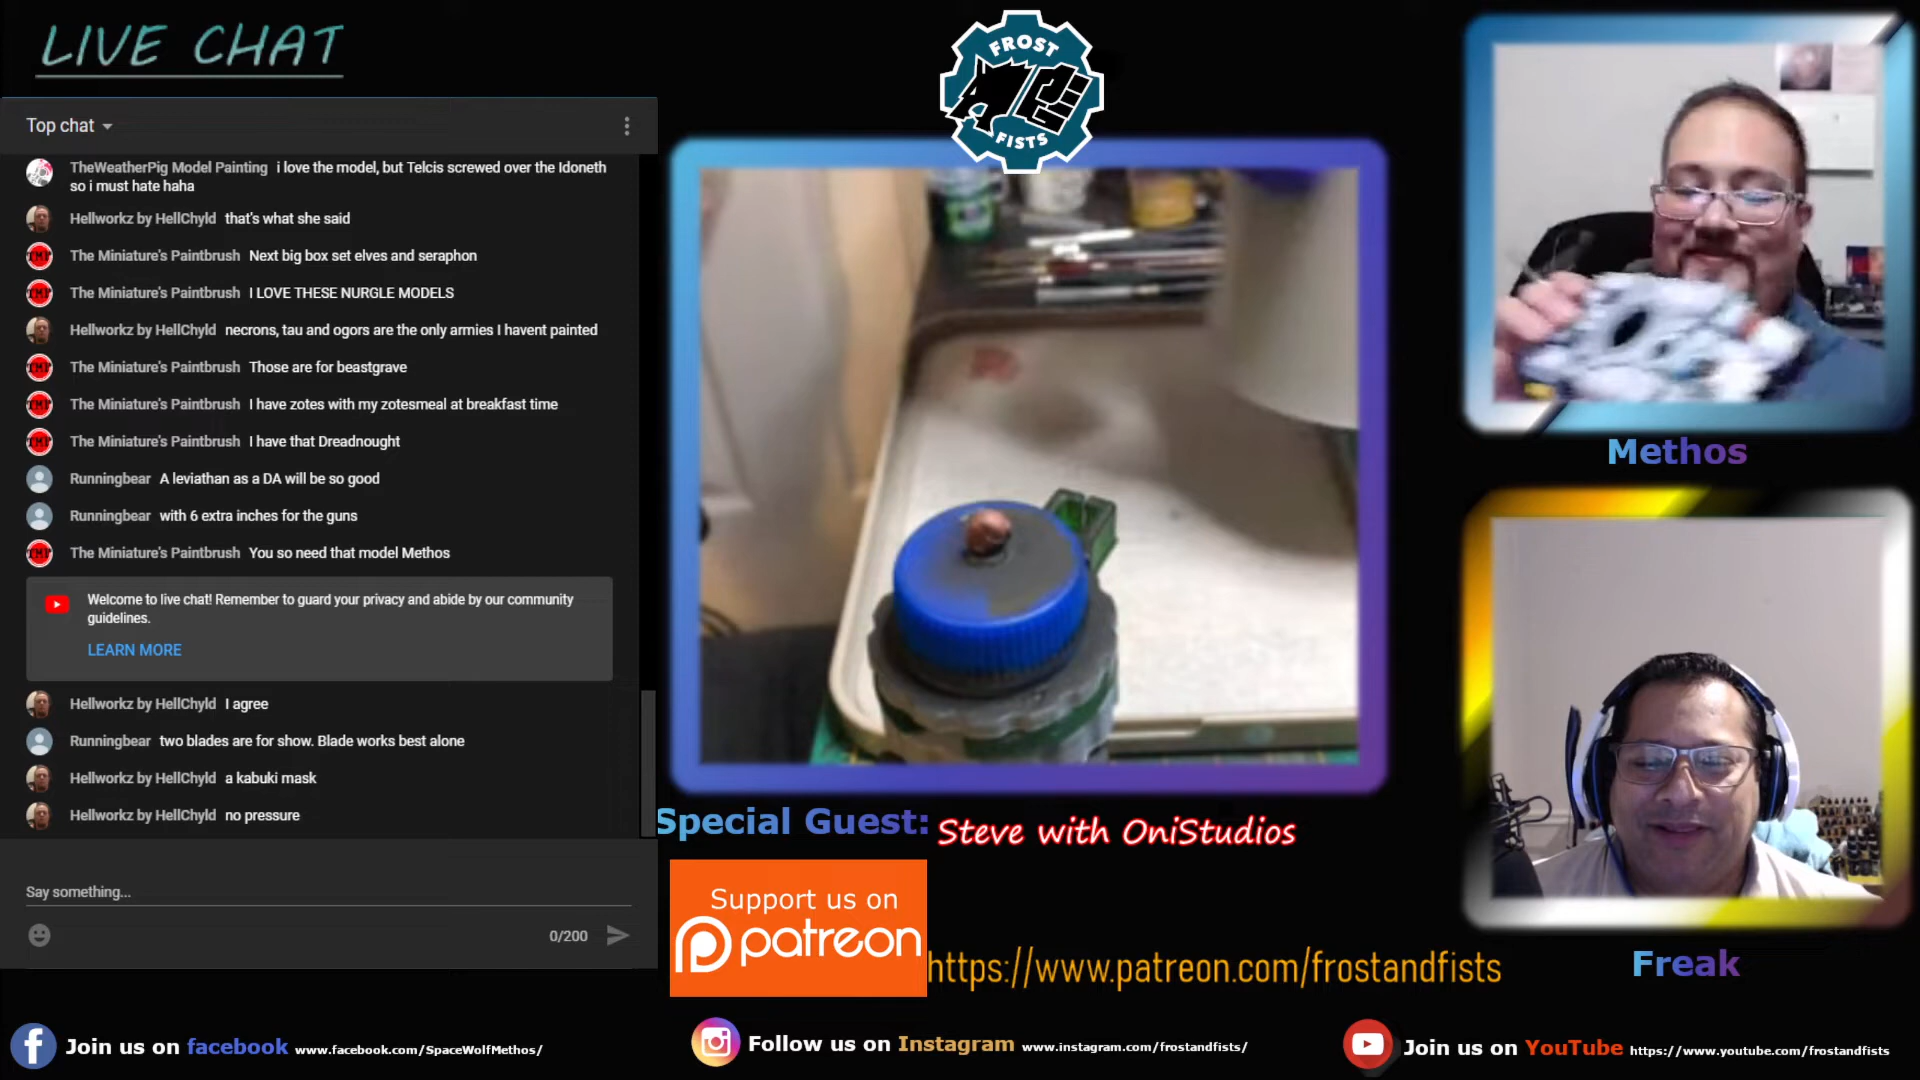 LIVE CHAT
Top chat
TheWeatherPig Model Painting i love the model, but Telcis screwed over the Idoneth
so i must hate haha
Hellworkz by HellChyld that's what she said
The Miniature's Paintbrush Next big box set elves and seraphon
The Miniature's Paintbrush I LOVE THESE NURGLE MODELS
Hellworkz by HellChyld necrons, tau and ogors are the only armies I havent painted
The Miniature's Paintbrush Those are for beastgrave
The Miniature's Paintbrush I have zotes with my zotesmeal at breakfast time
The Miniature's Paintbrush I have that Dreadnought
Runningbear A leviathan as a DA will be so good
Runningbear with 6 extra inches for the guns
The Miniature's Paintbrush You so need that model Methos
Welcome to live chat! Remember to guard your privacy and abide by our community
guidelines.
LEARN MORE
Hellworkz by HellChyld I agree
Runningbear two blades are for show. Blade works best alone
Hellworkz by HellChyld a kabuki mask
Hellworkz by HellChyld no pressure
Say something...
0/200
FROST
FISTS
Methos
Special Guest: Steve with OniStudios
Support us on
patreon
https://www.patreon.com/frostandfists
Freak
Join us on facebook www.facebook.com/SpaceWolfMethos/
Follow us on Instagram www.instagram.com/frostandfists/
Join us on YouTube https://www.youtube.com/frostandfists